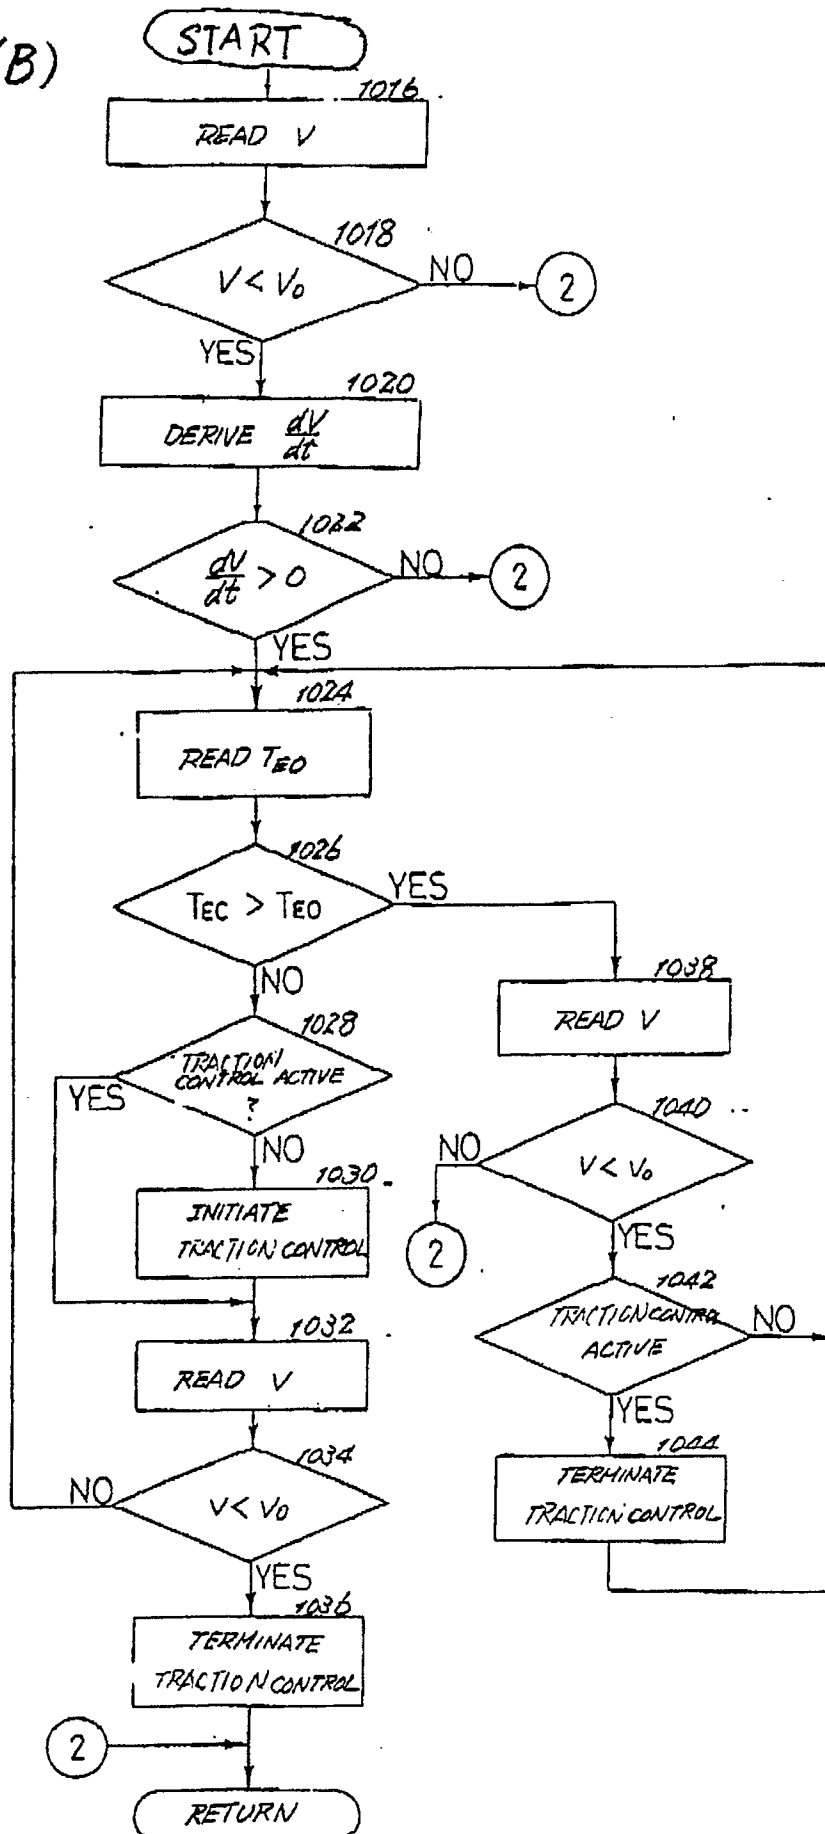 (B)
START
1016
READ V
1018
V < V₀
NO
2
YES
1020
DERIVE dV/dt
1022
dV/dt > 0
NO
2
YES
1024
READ TEO
1026
TEC > TEO
YES
NO
1038
READ V
1028
TRACTION
CONTROL ACTIVE
?
YES
NO
1040
V < V₀
NO
2
YES
1030
INITIATE
TRACTION CONTROL
1042
TRACTION CONTROL
ACTIVE
NO
YES
1032
READ V
1034
V < V₀
NO
YES
1044
TERMINATE
TRACTION CONTROL
1036
TERMINATE
TRACTION CONTROL
2
RETURN